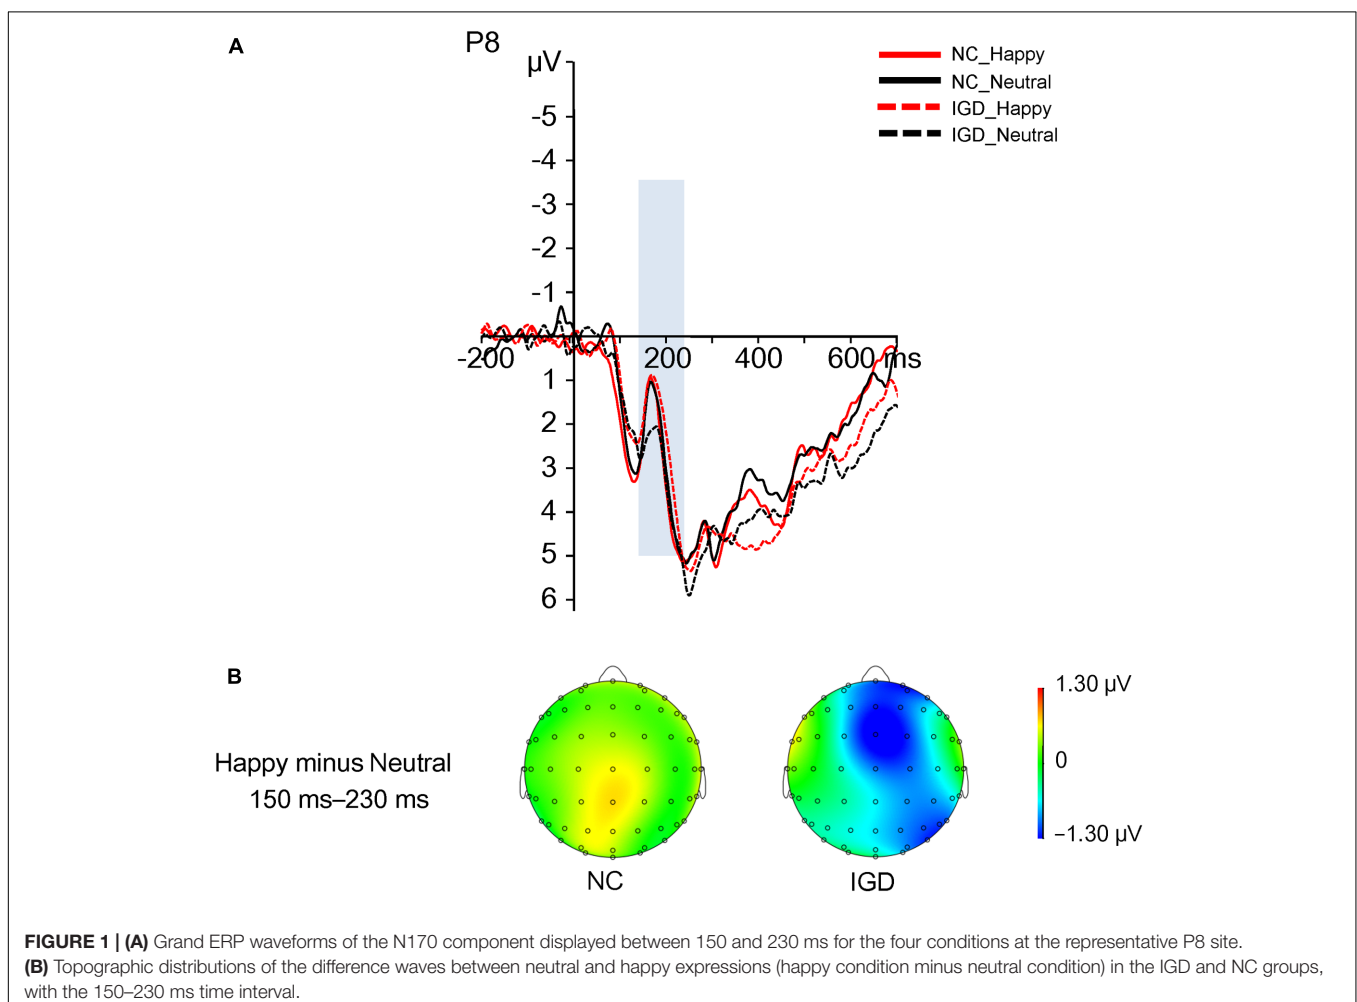 A
P8
µV
NC_Happy
NC_Neutral
IGD_Happy
IGD_Neutral
-5
-4
-3
-2
-1
-200 200 400 600 ms
1
2
3
4
5
6
B
Happy minus Neutral
150 ms–230 ms
1.30 µV
0
−1.30 µV
NC
IGD
FIGURE 1 | (A) Grand ERP waveforms of the N170 component displayed between 150 and 230 ms for the four conditions at the representative P8 site.
(B) Topographic distributions of the difference waves between neutral and happy expressions (happy condition minus neutral condition) in the IGD and NC groups,
with the 150–230 ms time interval.